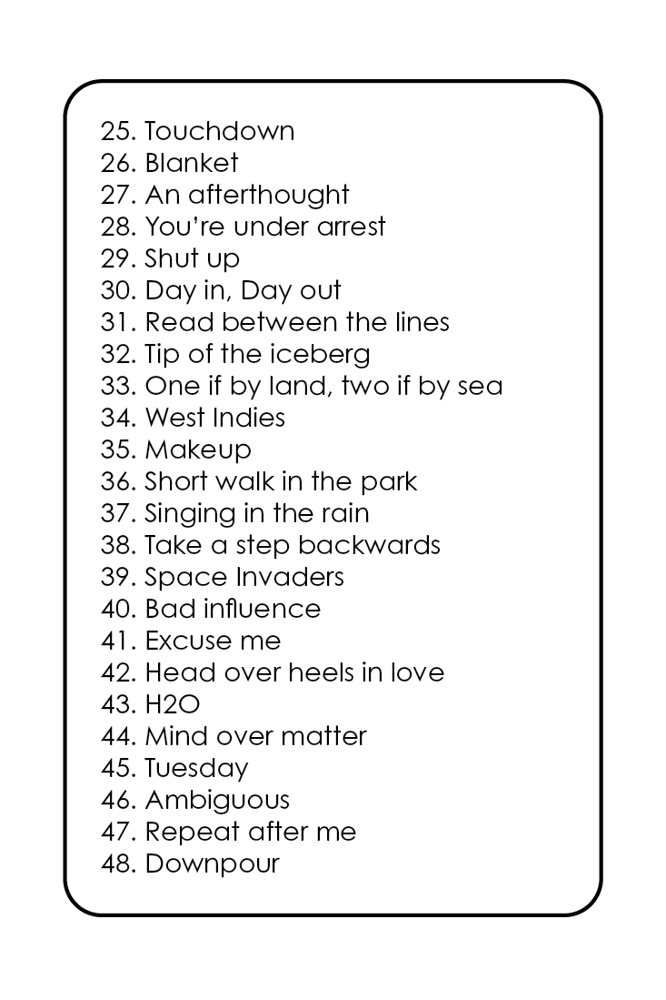 25. Touchdown
26. Blanket
27. An afterthought
28. You’re under arrest
29. Shut up
30. Day in, Day out
31. Read between the lines
32. Tip of the iceberg
33. One if by land, two if by sea
34. West Indies
35. Makeup
36. Short walk in the park
37. Singing in the rain
38. Take a step backwards
39. Space Invaders
40. Bad influence
41. Excuse me
42. Head over heels in love
43. H2O
44. Mind over matter
45. Tuesday
46. Ambiguous
47. Repeat after me
48. Downpour